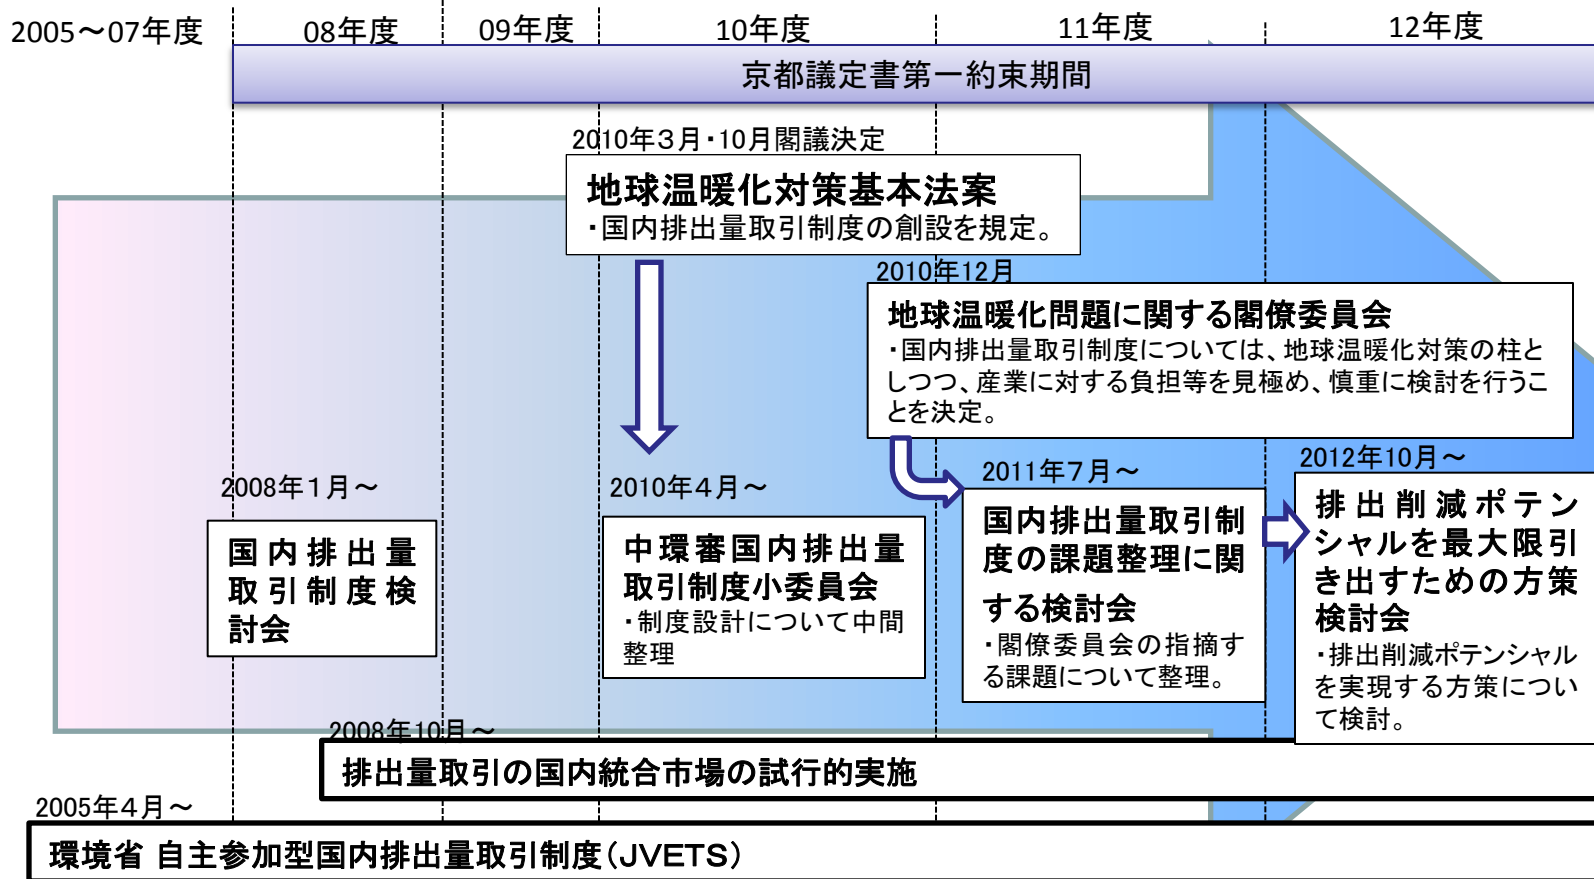 2005～07年度
08年度
09年度
10年度
11年度
12年度
京都議定書第一約束期間
2010年３月・10月閣議決定
地球温暖化対策基本法案
・国内排出量取引制度の創設を規定。
2010年12月
地球温暖化問題に関する閣僚委員会
・国内排出量取引制度については、地球温暖化対策の柱と
しつつ、産業に対する負担等を見極め、慎重に検討を行うこ
とを決定。
2008年１月～
国内排出量
取引制度検
討会
2010年４月～
中環審国内排出量
取引制度小委員会
・制度設計について中間
整理
2011年７月～
国内排出量取引制
度の課題整理に関
する検討会
・閣僚委員会の指摘す
る課題について整理。
2012年10月～
排出削減ポテン
シャルを最大限引
き出すための方策
検討会
・排出削減ポテンシャル
を実現する方策につい
て検討。
2008年10月～
排出量取引の国内統合市場の試行的実施
2005年４月～
環境省 自主参加型国内排出量取引制度（JVETS）